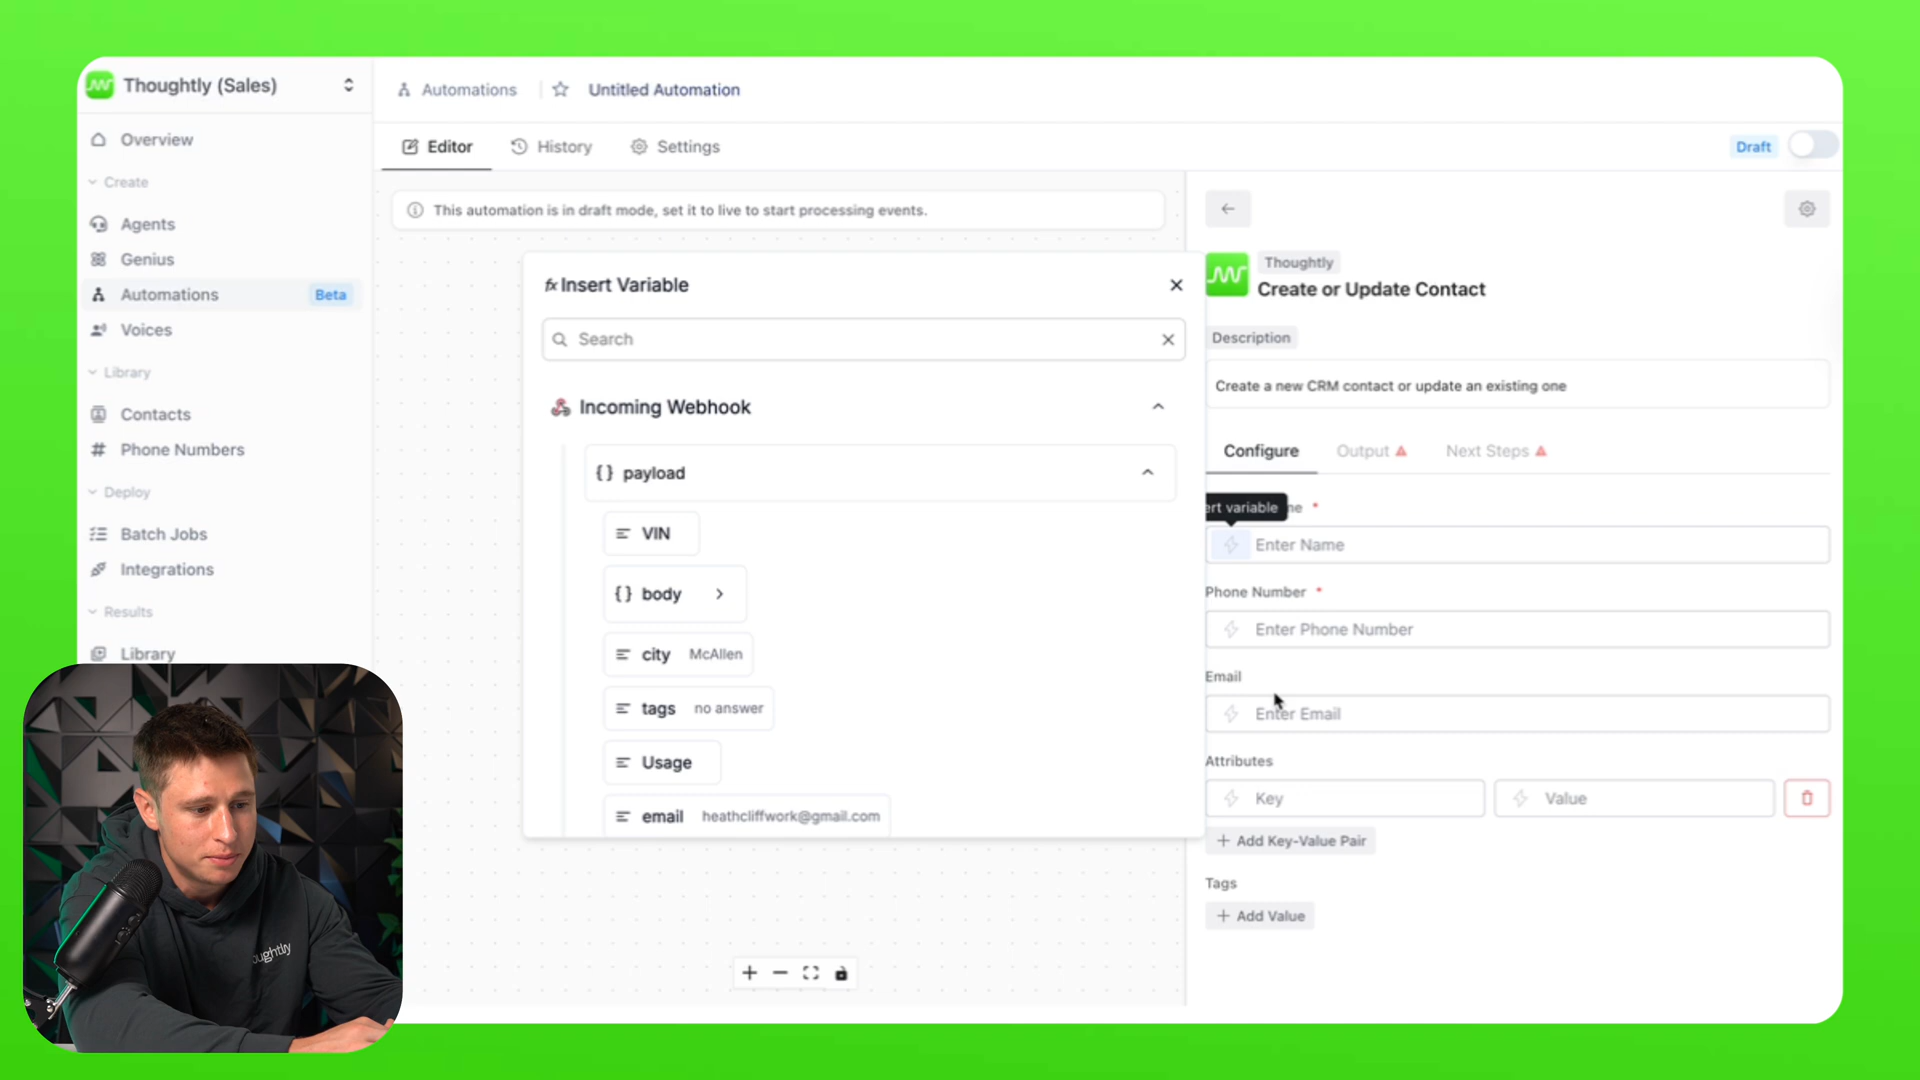 Thoughtly (Sales)
Overview
Create
Agents
Genius
Automations Beta
Voices
Library
Contacts
Phone Numbers
Deploy
Batch Jobs
Integrations
Results
Library
Automations
Untitled Automation
Editor
History
Settings
Draft
This automation is in draft mode, set it to live to start processing events.
fx Insert Variable
Search
Incoming Webhook
{} payload
VIN
{} body
city McAllen
tags no answer
Usage
email heathcliffwork@gmail.com
Thoughtly
Create or Update Contact
Description
Create a new CRM contact or update an existing one
Configure
Output
Next Steps
ert variable me *
Enter Name
Phone Number *
Enter Phone Number
Email
Enter Email
Attributes
Key
Value
+ Add Key-Value Pair
Tags
+ Add Value
oughtly